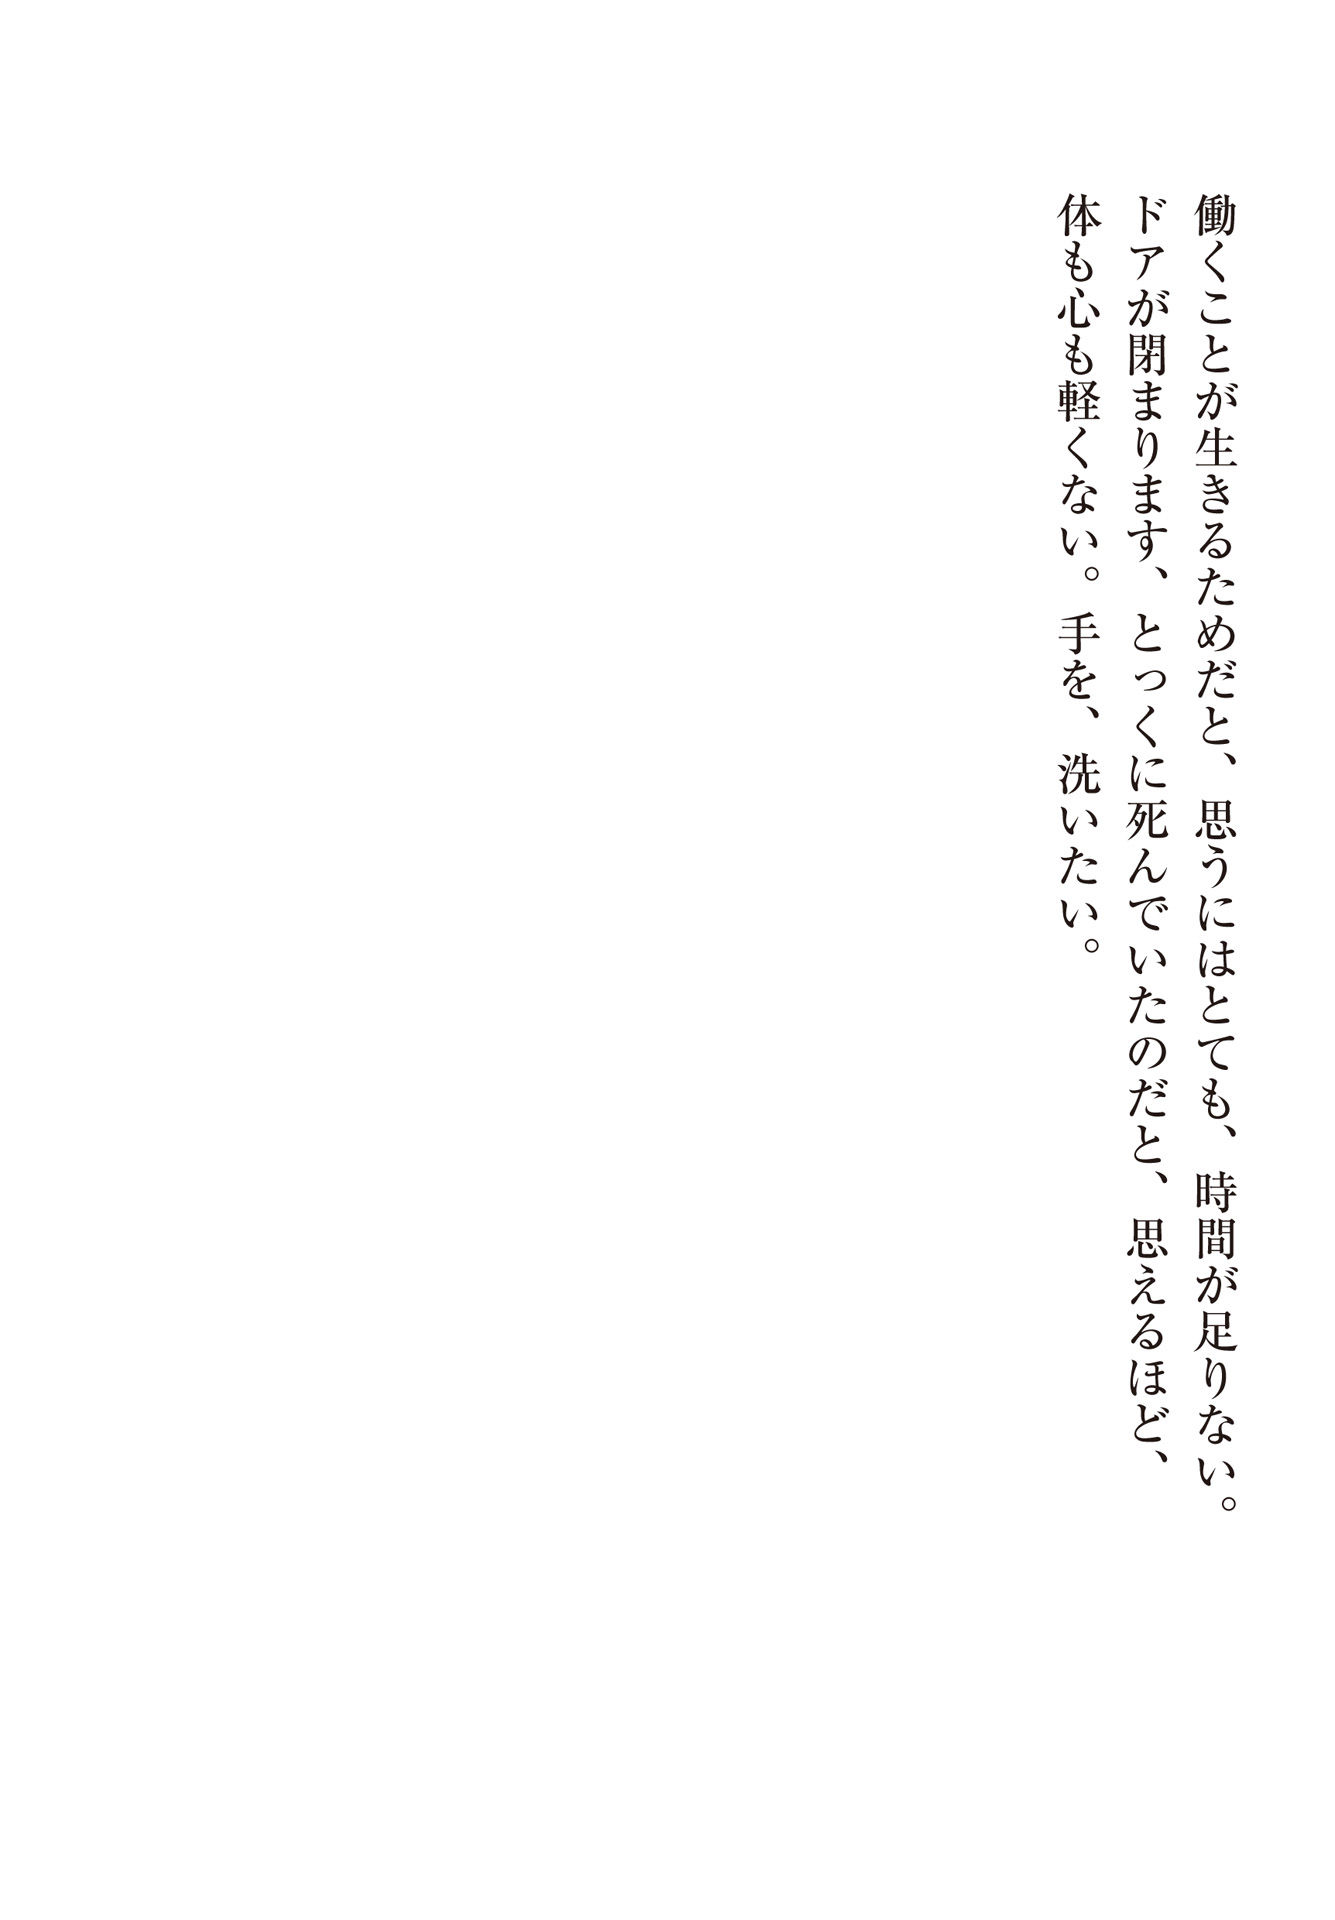 働くことが生きるためだと、思うにはとても、時間が足りない。
ドアが閉まります、とっくに死んでいたのだと、思えるほど、
体も心も軽くない。手を、洗いたい。